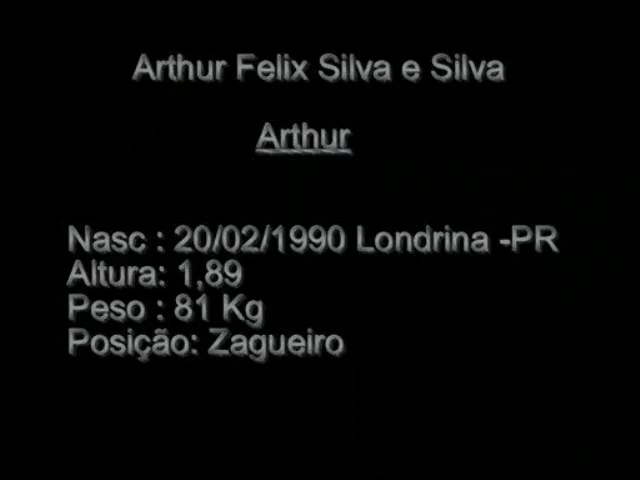 Arthur Felix Silva e Silva
Arthur
Nasc : 20/02/1990 Londrina -PR
Altura: 1,89
Peso : 81 Kg
Posição: Zagueiro